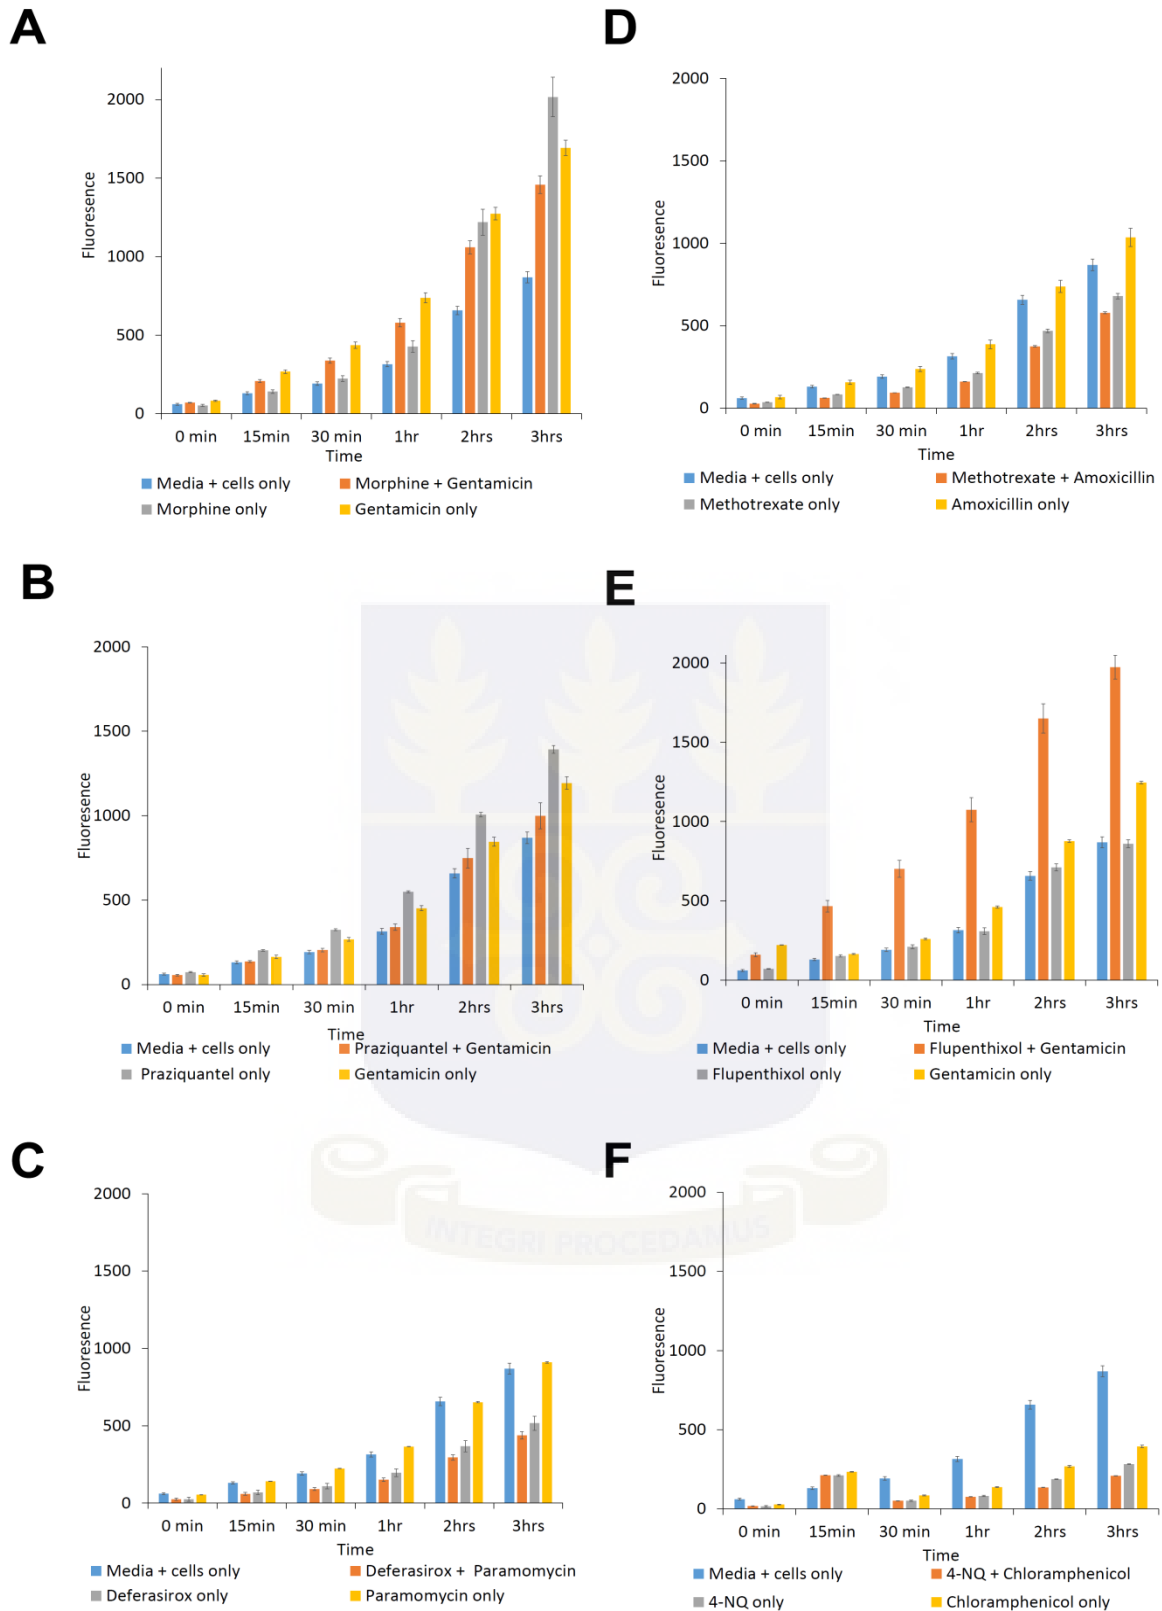 A
2000
1500
1000
500
0
Fluoresence
0 min 15min 30 min 1hr 2hrs 3hrs
Time
Media + cells only Morphine + Gentamicin
Morphine only Gentamicin only
D
2000
1500
1000
500
0
Fluoresence
0 min 15min 30 min 1hr 2hrs 3hrs
Time
Media + cells only Methotrexate + Amoxicillin
Methotrexate only Amoxicillin only
B
2000
1500
1000
500
0
Fluoresence
0 min 15min 30 min 1hr 2hrs 3hrs
Time
Media + cells only Praziquantel + Gentamicin
Praziquantel only Gentamicin only
E
2000
1500
1000
500
0
Fluoresence
0 min 15min 30 min 1hr 2hrs 3hrs
Time
Media + cells only Flupenthixol + Gentamicin
Flupenthixol only Gentamicin only
C
2000
1500
1000
500
0
Fluoresence
0 min 15min 30 min 1hr 2hrs 3hrs
Time
Media + cells only Deferasirox + Paramomycin
Deferasirox only Paramomycin only
F
2000
1500
1000
500
0
Fluoresence
0 min 15min 30 min 1hr 2hrs 3hrs
Time
Media + cells only 4-NQ + Chloramphenicol
4-NQ only Chloramphenicol only
INTEGRI PROCEDAMUS